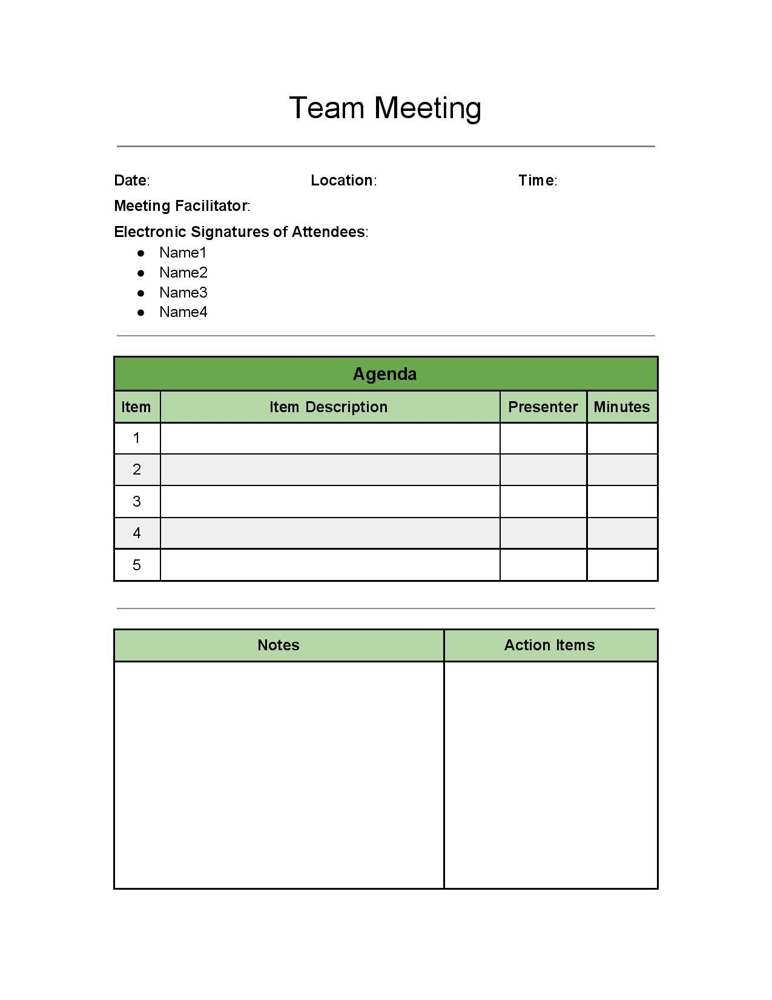 Team Meeting
Date: Location: Time:
Meeting Facilitator:
Electronic Signatures of Attendees:
● Name1
● Name2
● Name3
● Name4
Agenda
Item Item Description Presenter Minutes
1
2
3
4
5
Notes Action Items